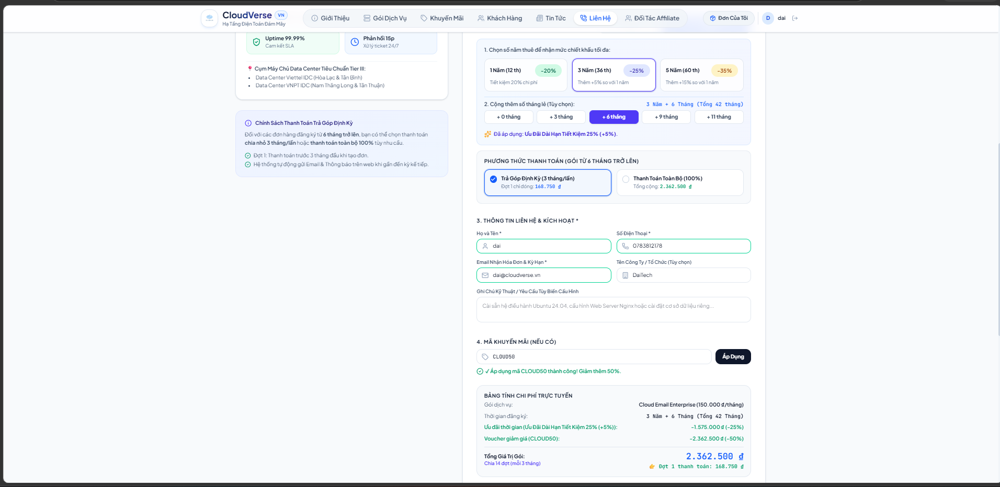 CloudVerse VN
Hạ Tầng Điện Toán Đám Mây
Giới Thiệu
Gói Dịch Vụ
Khuyến Mãi
Khách Hàng
Tin Tức
Liên Hệ
Đối Tác Affiliate
Đơn Của Tôi
D dai
Uptime 99.99%
Cam kết SLA
Phản hồi 15p
Xử lý ticket 24/7
Cụm Máy Chủ Data Center Tiêu Chuẩn Tier III:
• Data Center Viettel IDC (Hòa Lạc & Tân Bình)
• Data Center VNPT IDC (Nam Thăng Long & Tân Thuận)
Chính Sách Thanh Toán Trả Góp Định Kỳ
Đối với các đơn hàng đăng ký từ 6 tháng trở lên, bạn có thể chọn thanh toán
chia nhỏ 3 tháng/lần hoặc thanh toán toàn bộ 100% tùy nhu cầu.
Đợt 1: Thanh toán trước 3 tháng đầu khi tạo đơn.
Hệ thống tự động gửi Email & Thông báo trên web khi gần đến kỳ kế tiếp.
1. Chọn số năm thuê để nhận mức chiết khấu tối đa:
1 Năm (12 th) -20%
Tiết kiệm 20% chi phí
3 Năm (36 th) -25%
Thêm +5% so với 1 năm
5 Năm (60 th) -35%
Thêm +15% so với 1 năm
2. Cộng thêm số tháng lẻ (Tùy chọn): 3 Năm + 6 Tháng (Tổng 42 tháng)
+ 0 tháng
+ 3 tháng
+ 6 tháng
+ 9 tháng
+ 11 tháng
Đã áp dụng: Ưu Đãi Dài Hạn Tiết Kiệm 25% (+5%).
PHƯƠNG THỨC THANH TOÁN (GÓI TỪ 6 THÁNG TRỞ LÊN)
Trả Góp Định Kỳ (3 tháng/lần)
Đợt 1 chỉ đóng: 168.750 ₫
Thanh Toán Toàn Bộ (100%)
Tổng cộng: 2.362.500 ₫
3. THÔNG TIN LIÊN HỆ & KÍCH HOẠT *
Họ và Tên *
dai
Số Điện Thoại *
0783812178
Email Nhận Hóa Đơn & Kỳ Hạn *
dai@cloudverse.vn
Tên Công Ty / Tổ Chức (Tùy chọn)
DaiTech
Ghi Chú Kỹ Thuật / Yêu Cầu Tùy Biến Cấu Hình
Cài sẵn hệ điều hành Ubuntu 24.04, cấu hình Web Server Nginx hoặc cài đặt cơ sở dữ liệu riêng...
4. MÃ KHUYẾN MÃI (NẾU CÓ)
CLOUD50
Áp Dụng
✓ Áp dụng mã CLOUD50 thành công! Giảm thêm 50%.
BẢNG TÍNH CHI PHÍ TRỰC TUYẾN
Gói dịch vụ: Cloud Email Enterprise (150.000 ₫/tháng)
Thời gian đăng ký: 3 Năm + 6 Tháng (Tổng 42 Tháng)
Ưu đãi thời gian (Ưu Đãi Dài Hạn Tiết Kiệm 25% (+5%)): -1.575.000 ₫ (-25%)
Voucher giảm giá (CLOUD50): -2.362.500 ₫ (-50%)
Tổng Giá Trị Gói: 2.362.500 ₫
Chia 14 đợt (mỗi 3 tháng)
Đợt 1 thanh toán: 168.750 ₫